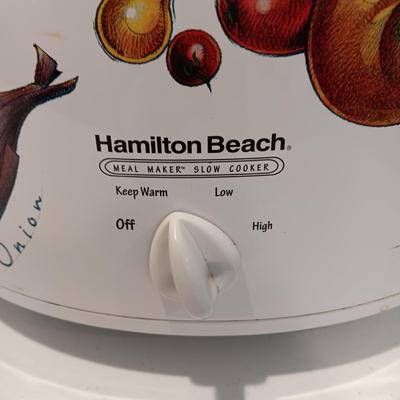 Hamilton Beach®
MEAL MAKER™ SLOW COOKER
Keep Warm Low
Off High
Onion